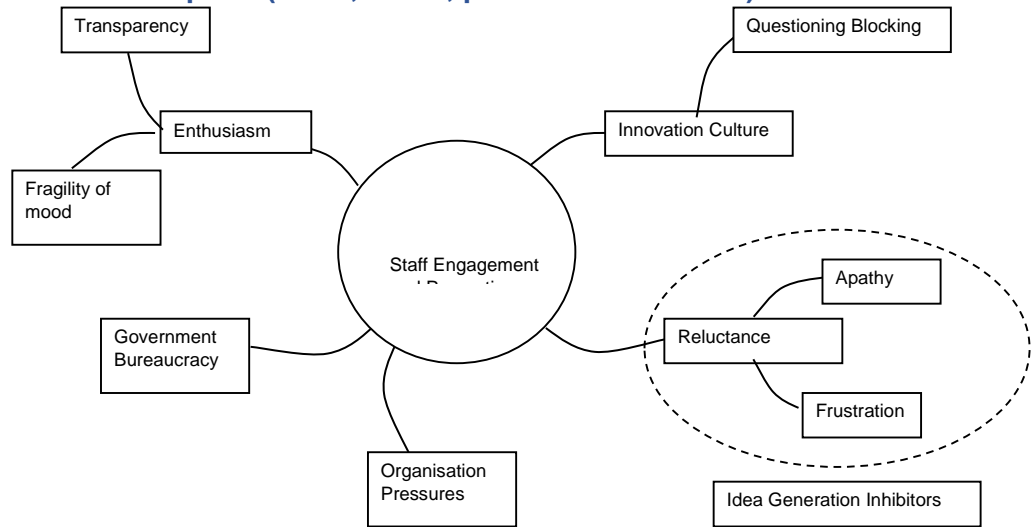 Transparency
Questioning Blocking
Enthusiasm
Innovation Culture
Fragility of
mood
Staff Engagement
Apathy
Government
Bureaucracy
Reluctance
Frustration
Organisation
Pressures
Idea Generation Inhibitors